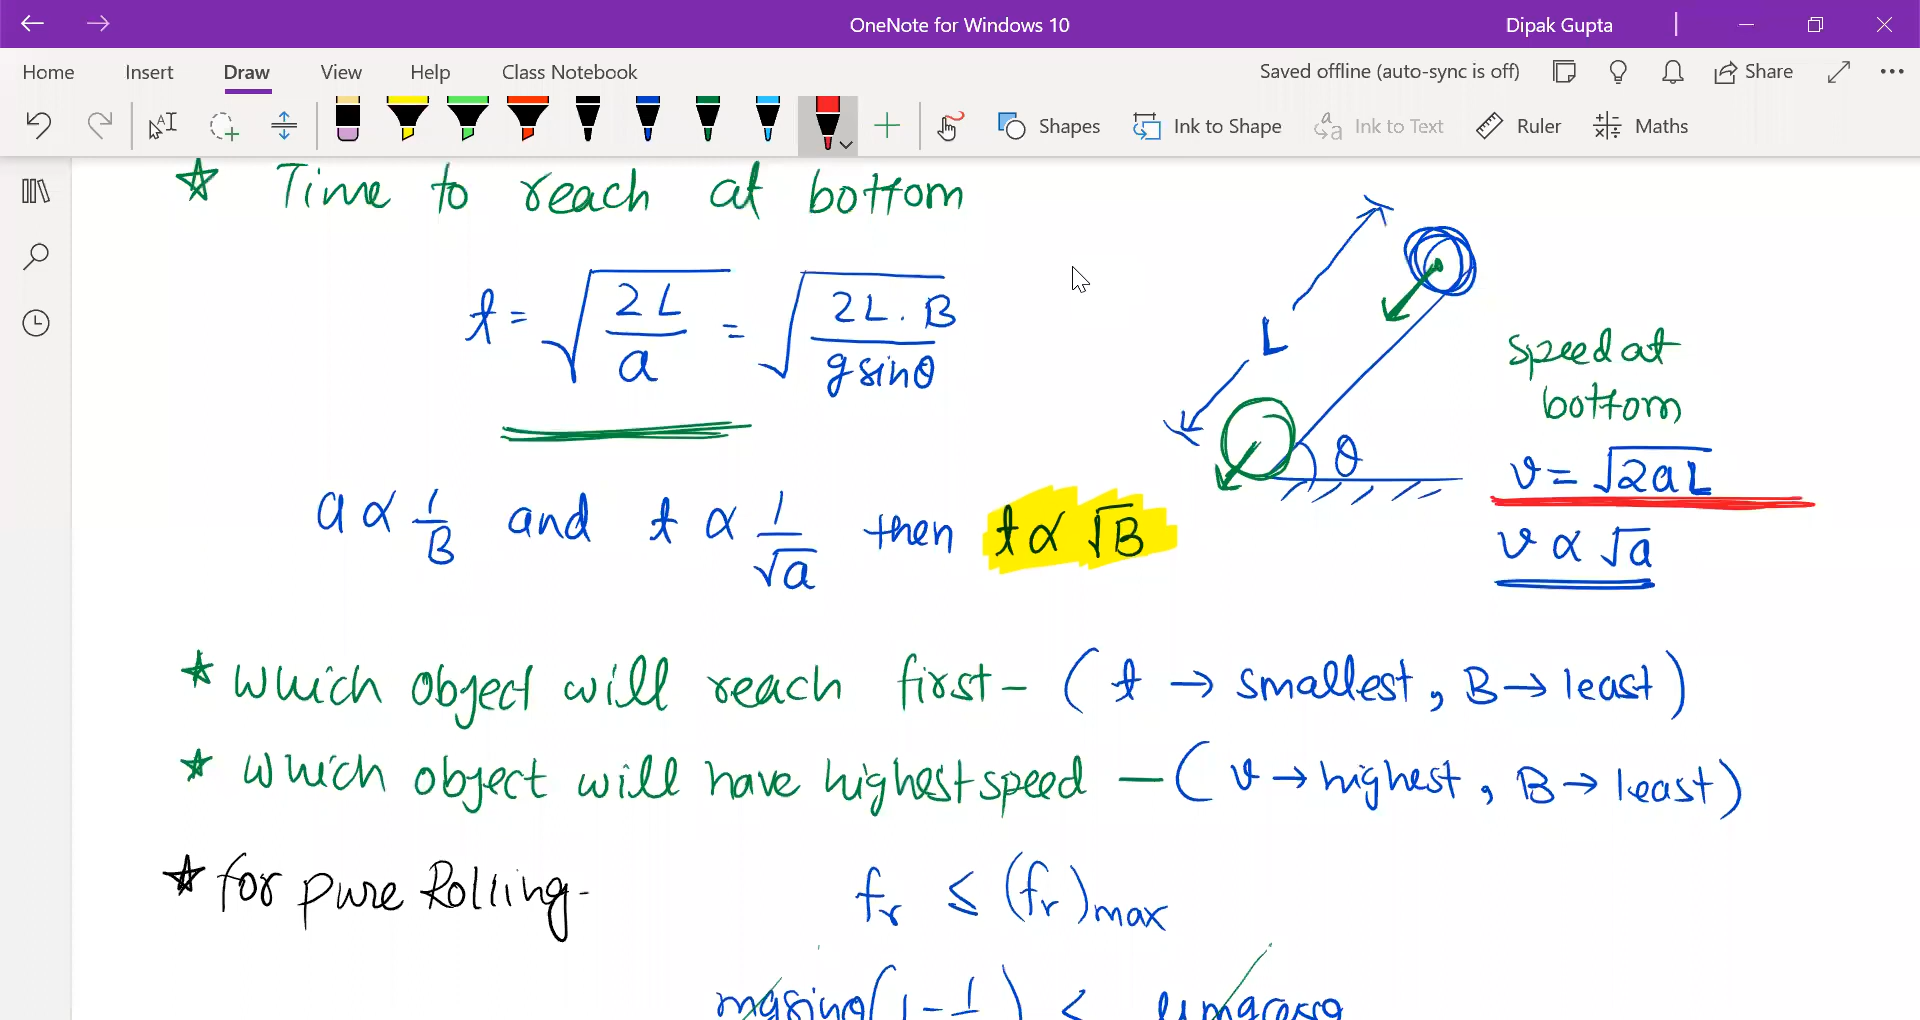 OneNote for Windows 10
Dipak Gupta
Home Insert Draw View Help Class Notebook
Saved offline (auto-sync is off) Share
Shapes Ink to Shape Ink to Text Ruler Maths
☆ Time to reach at bottom
t = √(2L/a) = √(2L.B/g sinθ)
L
θ
speed at
bottom
v = √2aL
v ∝ √a
a ∝ 1/B and t ∝ 1/√a then t ∝ √B
☆ Which object will reach first - (t → smallest, B → least)
☆ Which object will have highest speed - (v → highest, B → least)
☆ for pure Rolling -
fr ≤ (fr)max
mgsinθ(1 - 1